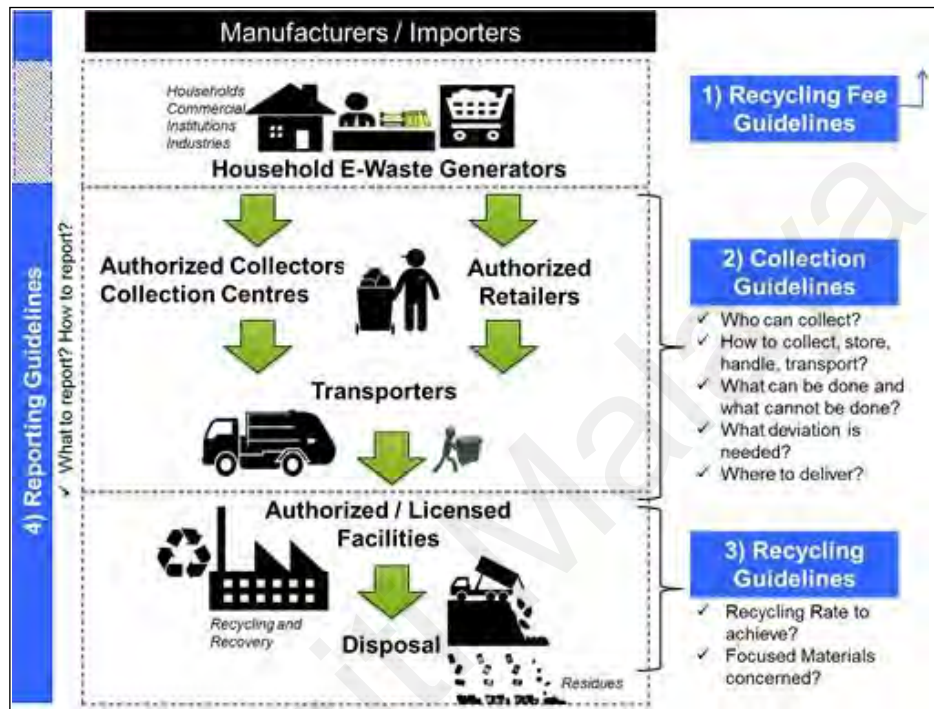 Manufacturers / Importers
Households
Commercial
Institutions
Industries
Household E-Waste Generators
1) Recycling Fee
Guidelines
Authorized Collectors
Collection Centres
Authorized
Retailers
Transporters
2) Collection
Guidelines
✓ Who can collect?
✓ How to collect, store,
handle, transport?
✓ What can be done and
what cannot be done?
✓ What deviation is
needed?
✓ Where to deliver?
Authorized / Licensed
Facilities
Recycling and
Recovery
Disposal
Residues
3) Recycling
Guidelines
✓ Recycling Rate to
achieve?
✓ Focused Materials
concerned?
4) Reporting Guidelines
✓ What to report? How to report?